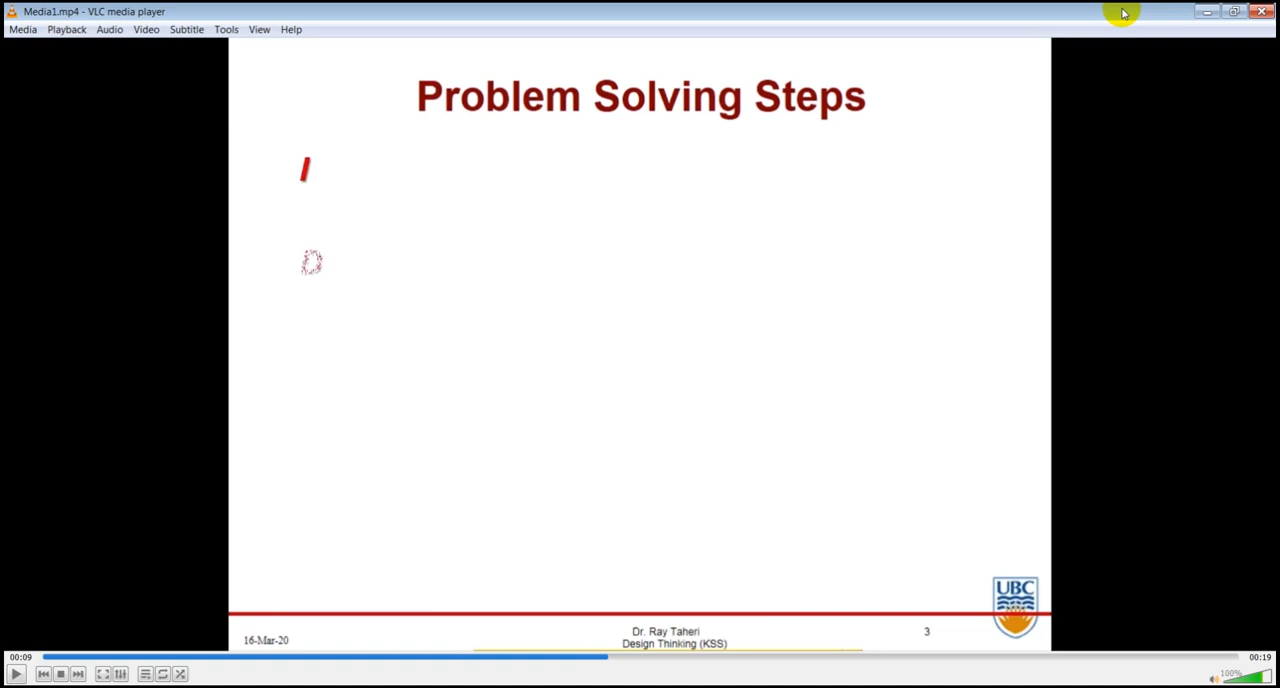 Media1.mp4 - VLC media player
Media Playback Audio Video Subtitle Tools View Help
Problem Solving Steps
I
D
UBC
16-Mar-20
Dr. Ray Taheri
Design Thinking (KSS)
3
00:09
00:19
100%